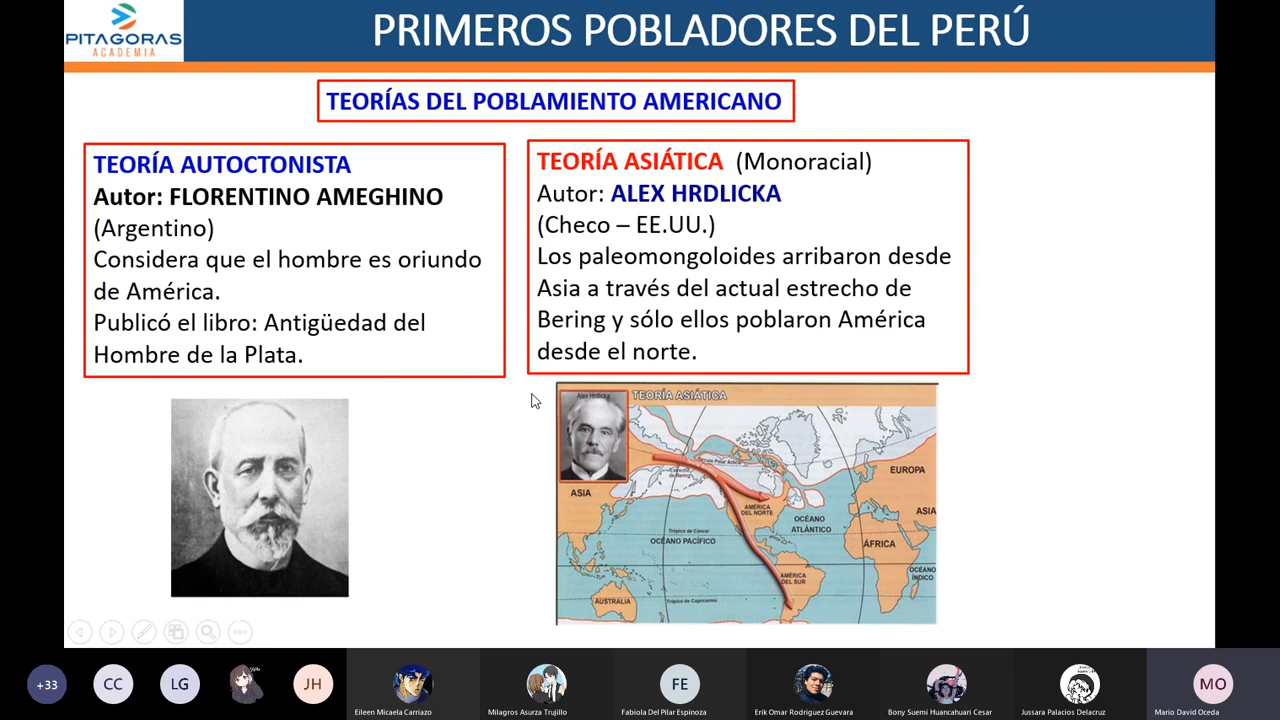 PITAGORAS
ACADEMIA
PRIMEROS POBLADORES DEL PERÚ
TEORÍAS DEL POBLAMIENTO AMERICANO
TEORÍA AUTOCTONISTA
Autor: FLORENTINO AMEGHINO
(Argentino)
Considera que el hombre es oriundo
de América.
Publicó el libro: Antigüedad del
Hombre de la Plata.
TEORÍA ASIÁTICA (Monoracial)
Autor: ALEX HRDLICKA
(Checo – EE.UU.)
Los paleomongoloides arribaron desde
Asia a través del actual estrecho de
Bering y sólo ellos poblaron América
desde el norte.
Alex Hrdlicka
TEORÍA ASIÁTICA
Estrecho
de Bering
ASIA
EUROPA
ASIA
AMÉRICA
DEL NORTE
OCÉANO
ATLÁNTICO
Trópico de Cáncer
OCÉANO PACÍFICO
ÁFRICA
OCÉANO
ÍNDICO
AMÉRICA
DEL SUR
AUSTRALIA
Trópico de Capricornio
+33
CC
LG
JH
FE
MO
Eileen Micaela Carriazo
Milagros Asurza Trujillo
Fabiola Del Pilar Espinoza
Erik Omar Rodriguez Guevara
Bony Suemi Huancahuari Cesar
Jussara Palacios Delacruz
Mario David Oceda